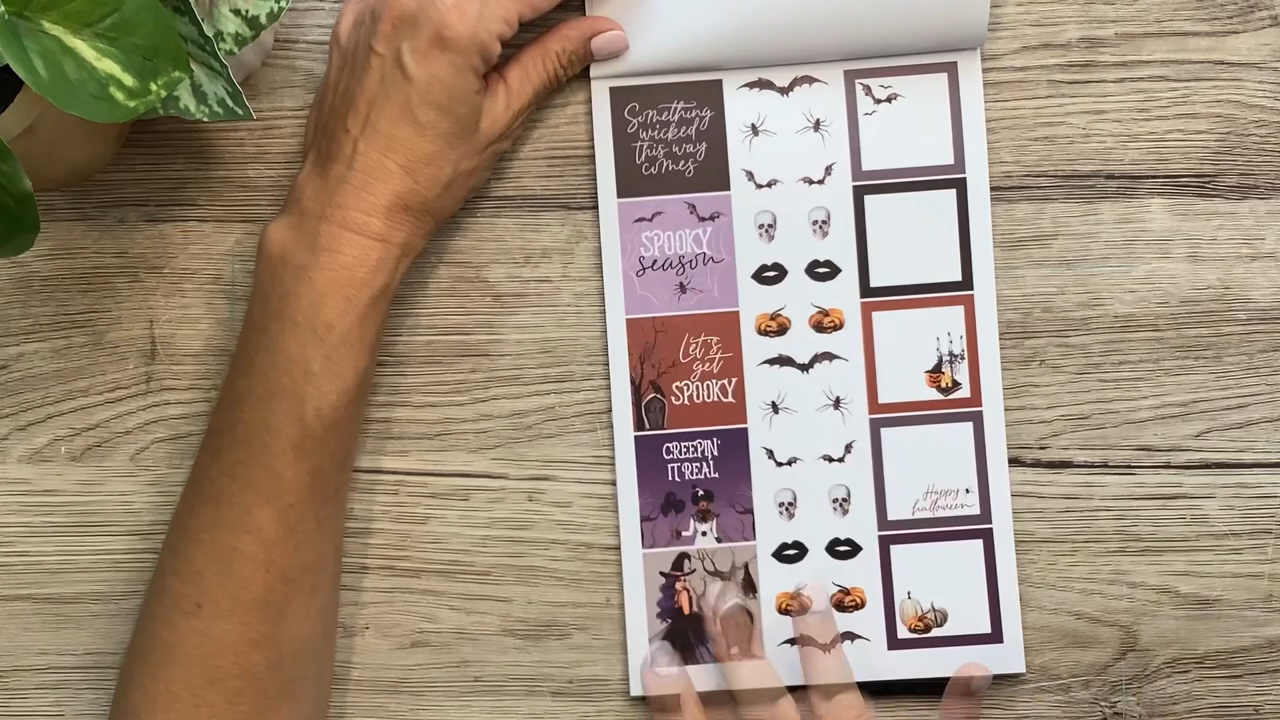 Something
wicked
this way
comes
SPOOKY
season
Let's
get
SPOOKY
CREEPIN'
IT REAL
Happy
halloween